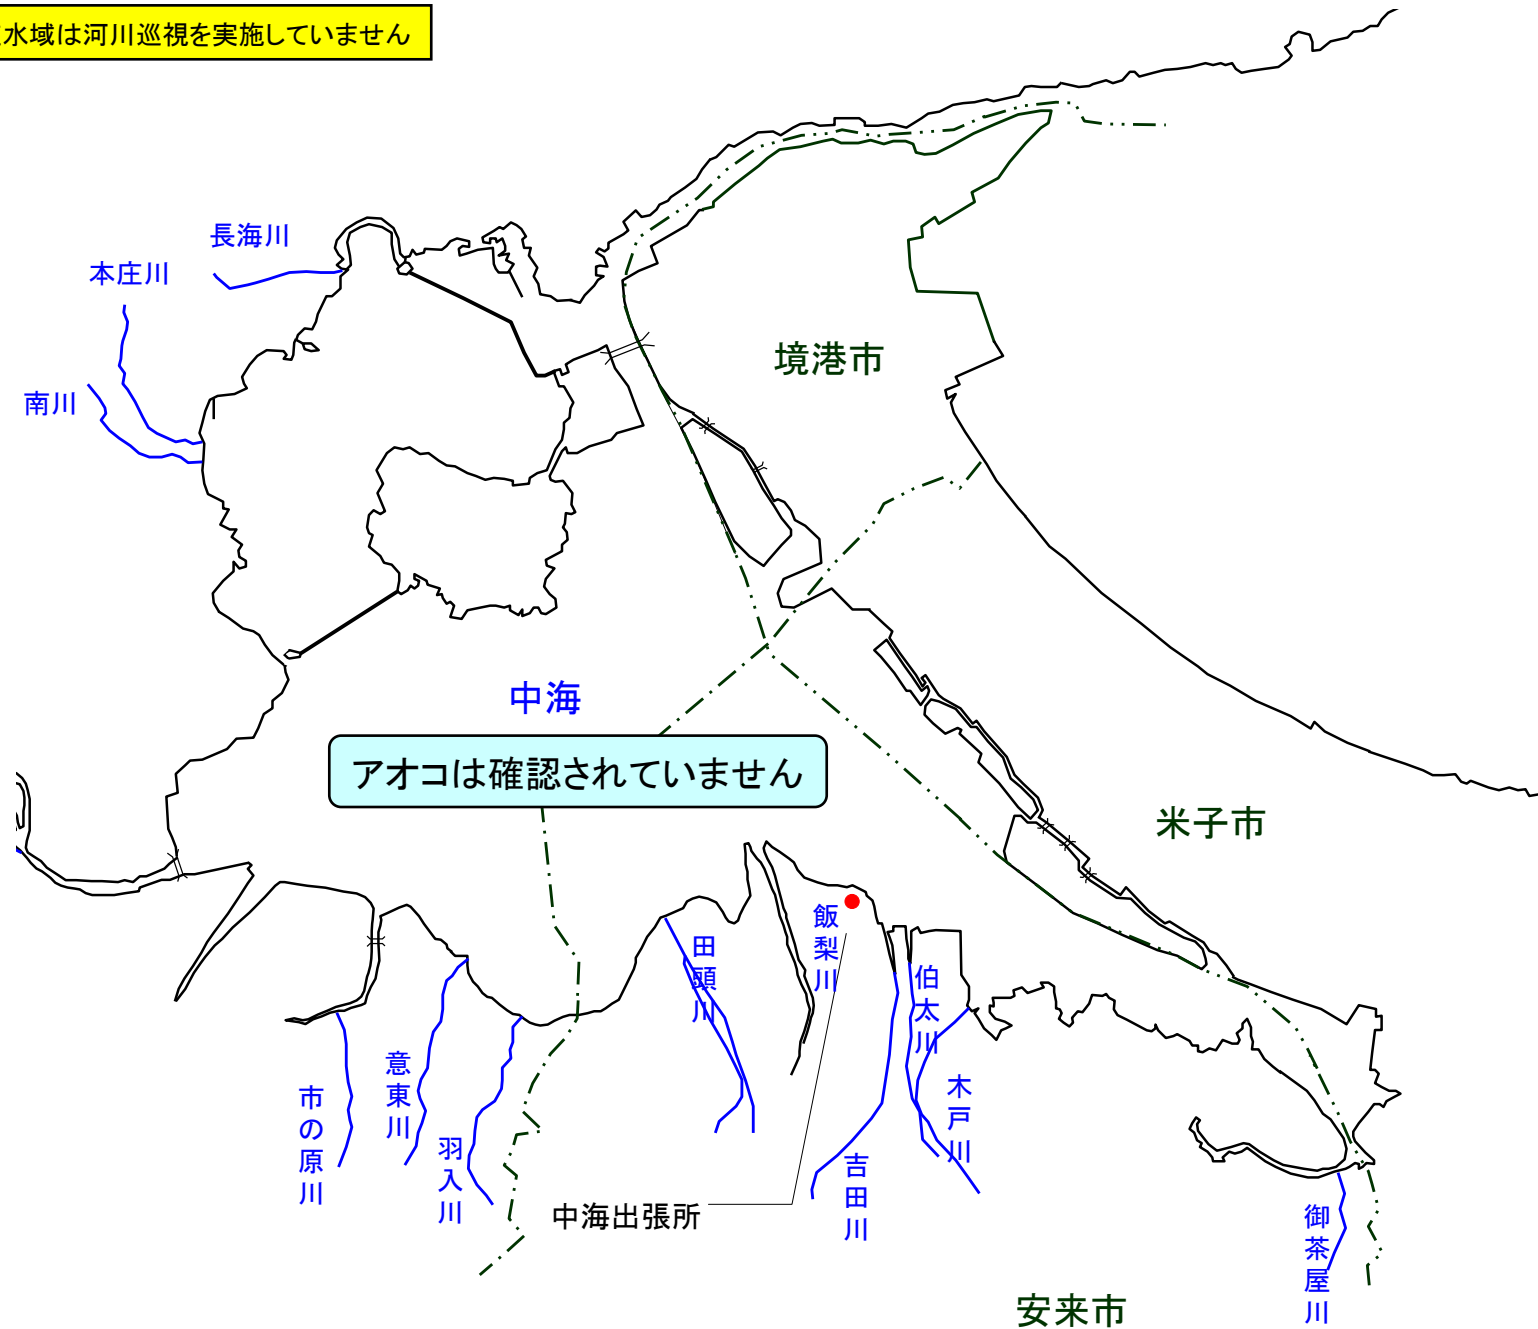 水域は河川巡視を実施していません
長海川
本庄川
南川
境港市
中海
アオコは確認されていません
米子市
飯梨川
田頭川
伯太川
意東川
木戸川
市の原川
羽入川
吉田川
中海出張所
御茶屋川
安来市